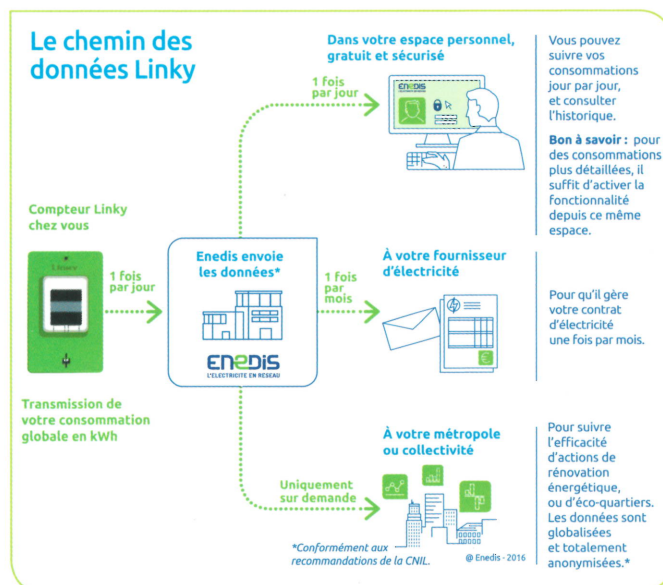 Le chemin des
données Linky
Dans votre espace personnel,
gratuit et sécurisé
1 fois
par jour
ENEDIS
Vous pouvez
suivre vos
consommations
jour par jour,
et consulter
l'historique.
Bon à savoir : pour
des consommations
plus détaillées, il
suffit d'activer la
fonctionnalité
depuis ce même
espace.
Compteur Linky
chez vous
Linky
1 fois
par jour
Transmission de
votre consommation
globale en kWh
Enedis envoie
les données*
ENEDIS
L'ELECTRICITE EN RESEAU
1 fois
par
mois
À votre fournisseur
d'électricité
€
Pour qu'il gère
votre contrat
d'électricité
une fois par mois.
Uniquement
sur demande
À votre métropole
ou collectivité
Pour suivre
l'efficacité
d'actions de
rénovation
énergétique,
ou d'éco-quartiers.
Les données sont
globalisées
et totalement
anonymisées.*
*Conformément aux
recommandations de la CNIL.
@ Enedis - 2016